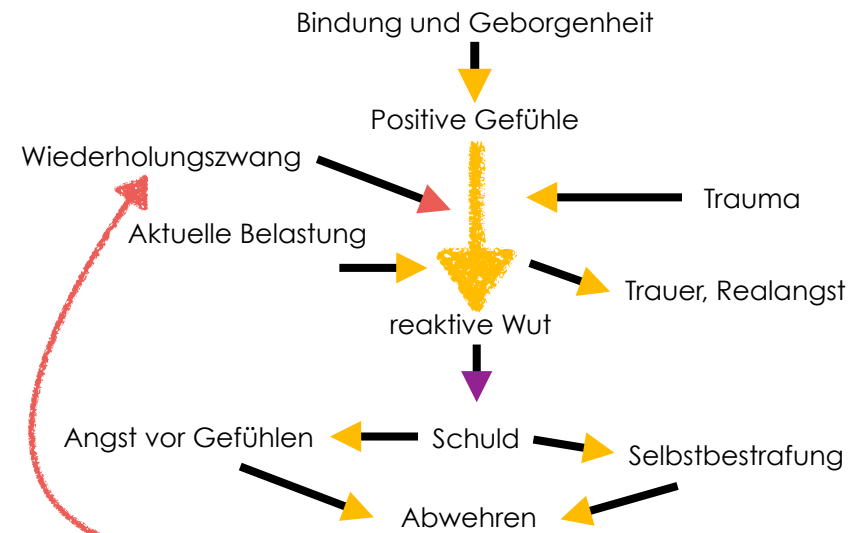 Bindung und Geborgenheit
Positive Gefühle
Wiederholungszwang
Trauma
Aktuelle Belastung
Trauer, Realangst
reaktive Wut
Angst vor Gefühlen
Schuld
Selbstbestrafung
Abwehren